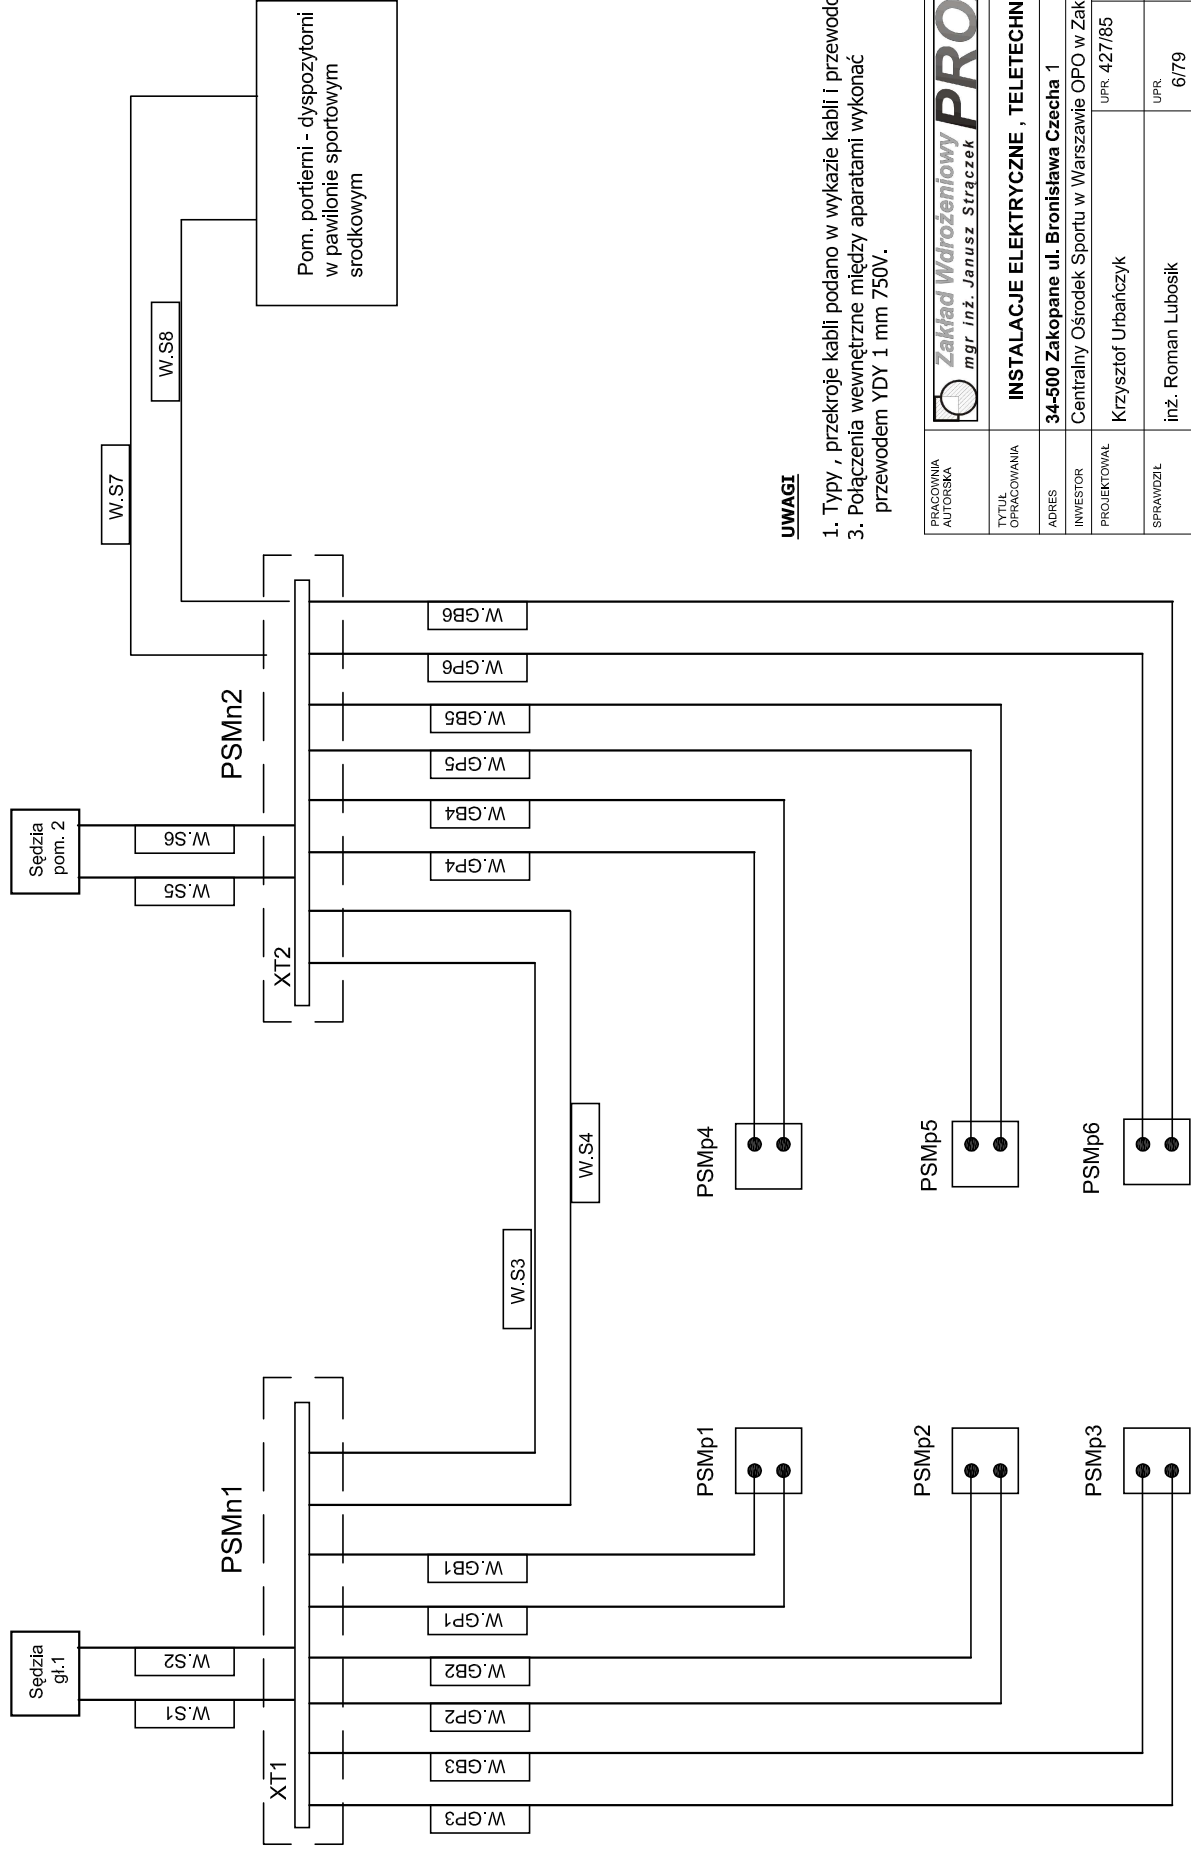 Sędzia
gł.1
Sędzia
pom. 2
W.S1
W.S2
W.S5
W.S6
W.S7
W.S8
Pom. portierni - dyspozytorni
w pawilonie sportowym
srodkowym
PSMn1
PSMn2
XT1
XT2
W.GP3
W.GB3
W.GP2
W.GB2
W.GP1
W.GB1
W.S3
W.S4
W.GP4
W.GB4
W.GP5
W.GB5
W.GP6
W.GB6
PSMp1
PSMp4
PSMp2
PSMp5
PSMp3
PSMp6
UWAGI
1. Typy , przekroje kabli podano w wykazie kabli i przewodo
3. Połączenia wewnętrzne między aparatami wykonać
przewodem YDY 1 mm 750V.
PRACOWNIA
AUTORSKA
Zakład Wdrożeniowy PRO
mgr inż. Janusz Strączek
TYTUŁ
OPRACOWANIA
INSTALACJE ELEKTRYCZNE , TELETECHN
ADRES
34-500 Zakopane ul. Bronisława Czecha 1
INWESTOR
Centralny Ośrodek Sportu w Warszawie OPO w Zak
PROJEKTOWAŁ
Krzysztof Urbańczyk
UPR. 427/85
SPRAWDZIŁ
inż. Roman Lubosik
UPR.
6/79